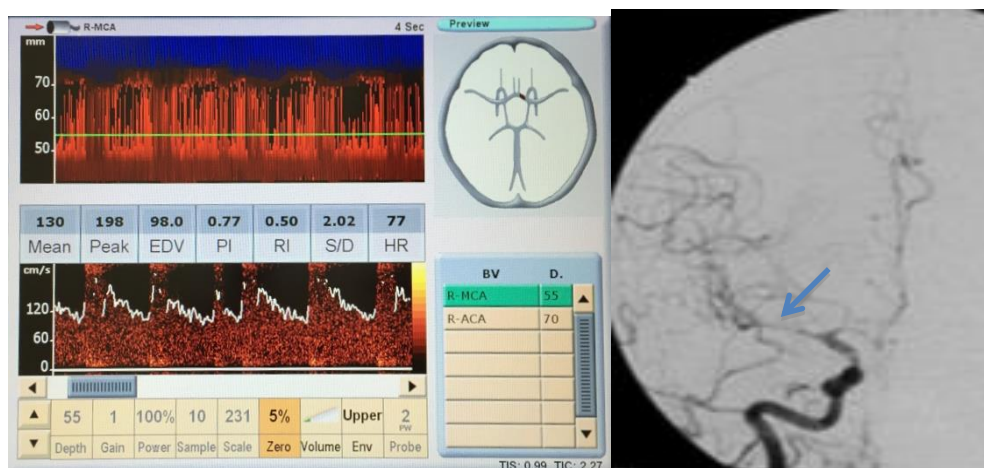 R-MCA
4 Sec
mm
70
60
50
130 198 98.0 0.77 0.50 2.02 77
Mean Peak EDV PI RI S/D HR
cm/s
120
60
0
55 1 100% 10 231 5% Upper 2
PW
Depth Gain Power Sample Scale Zero Volume Env Probe
Preview
BV D.
R-MCA 55
R-ACA 70
TIS: 0.99 TIC: 2.27